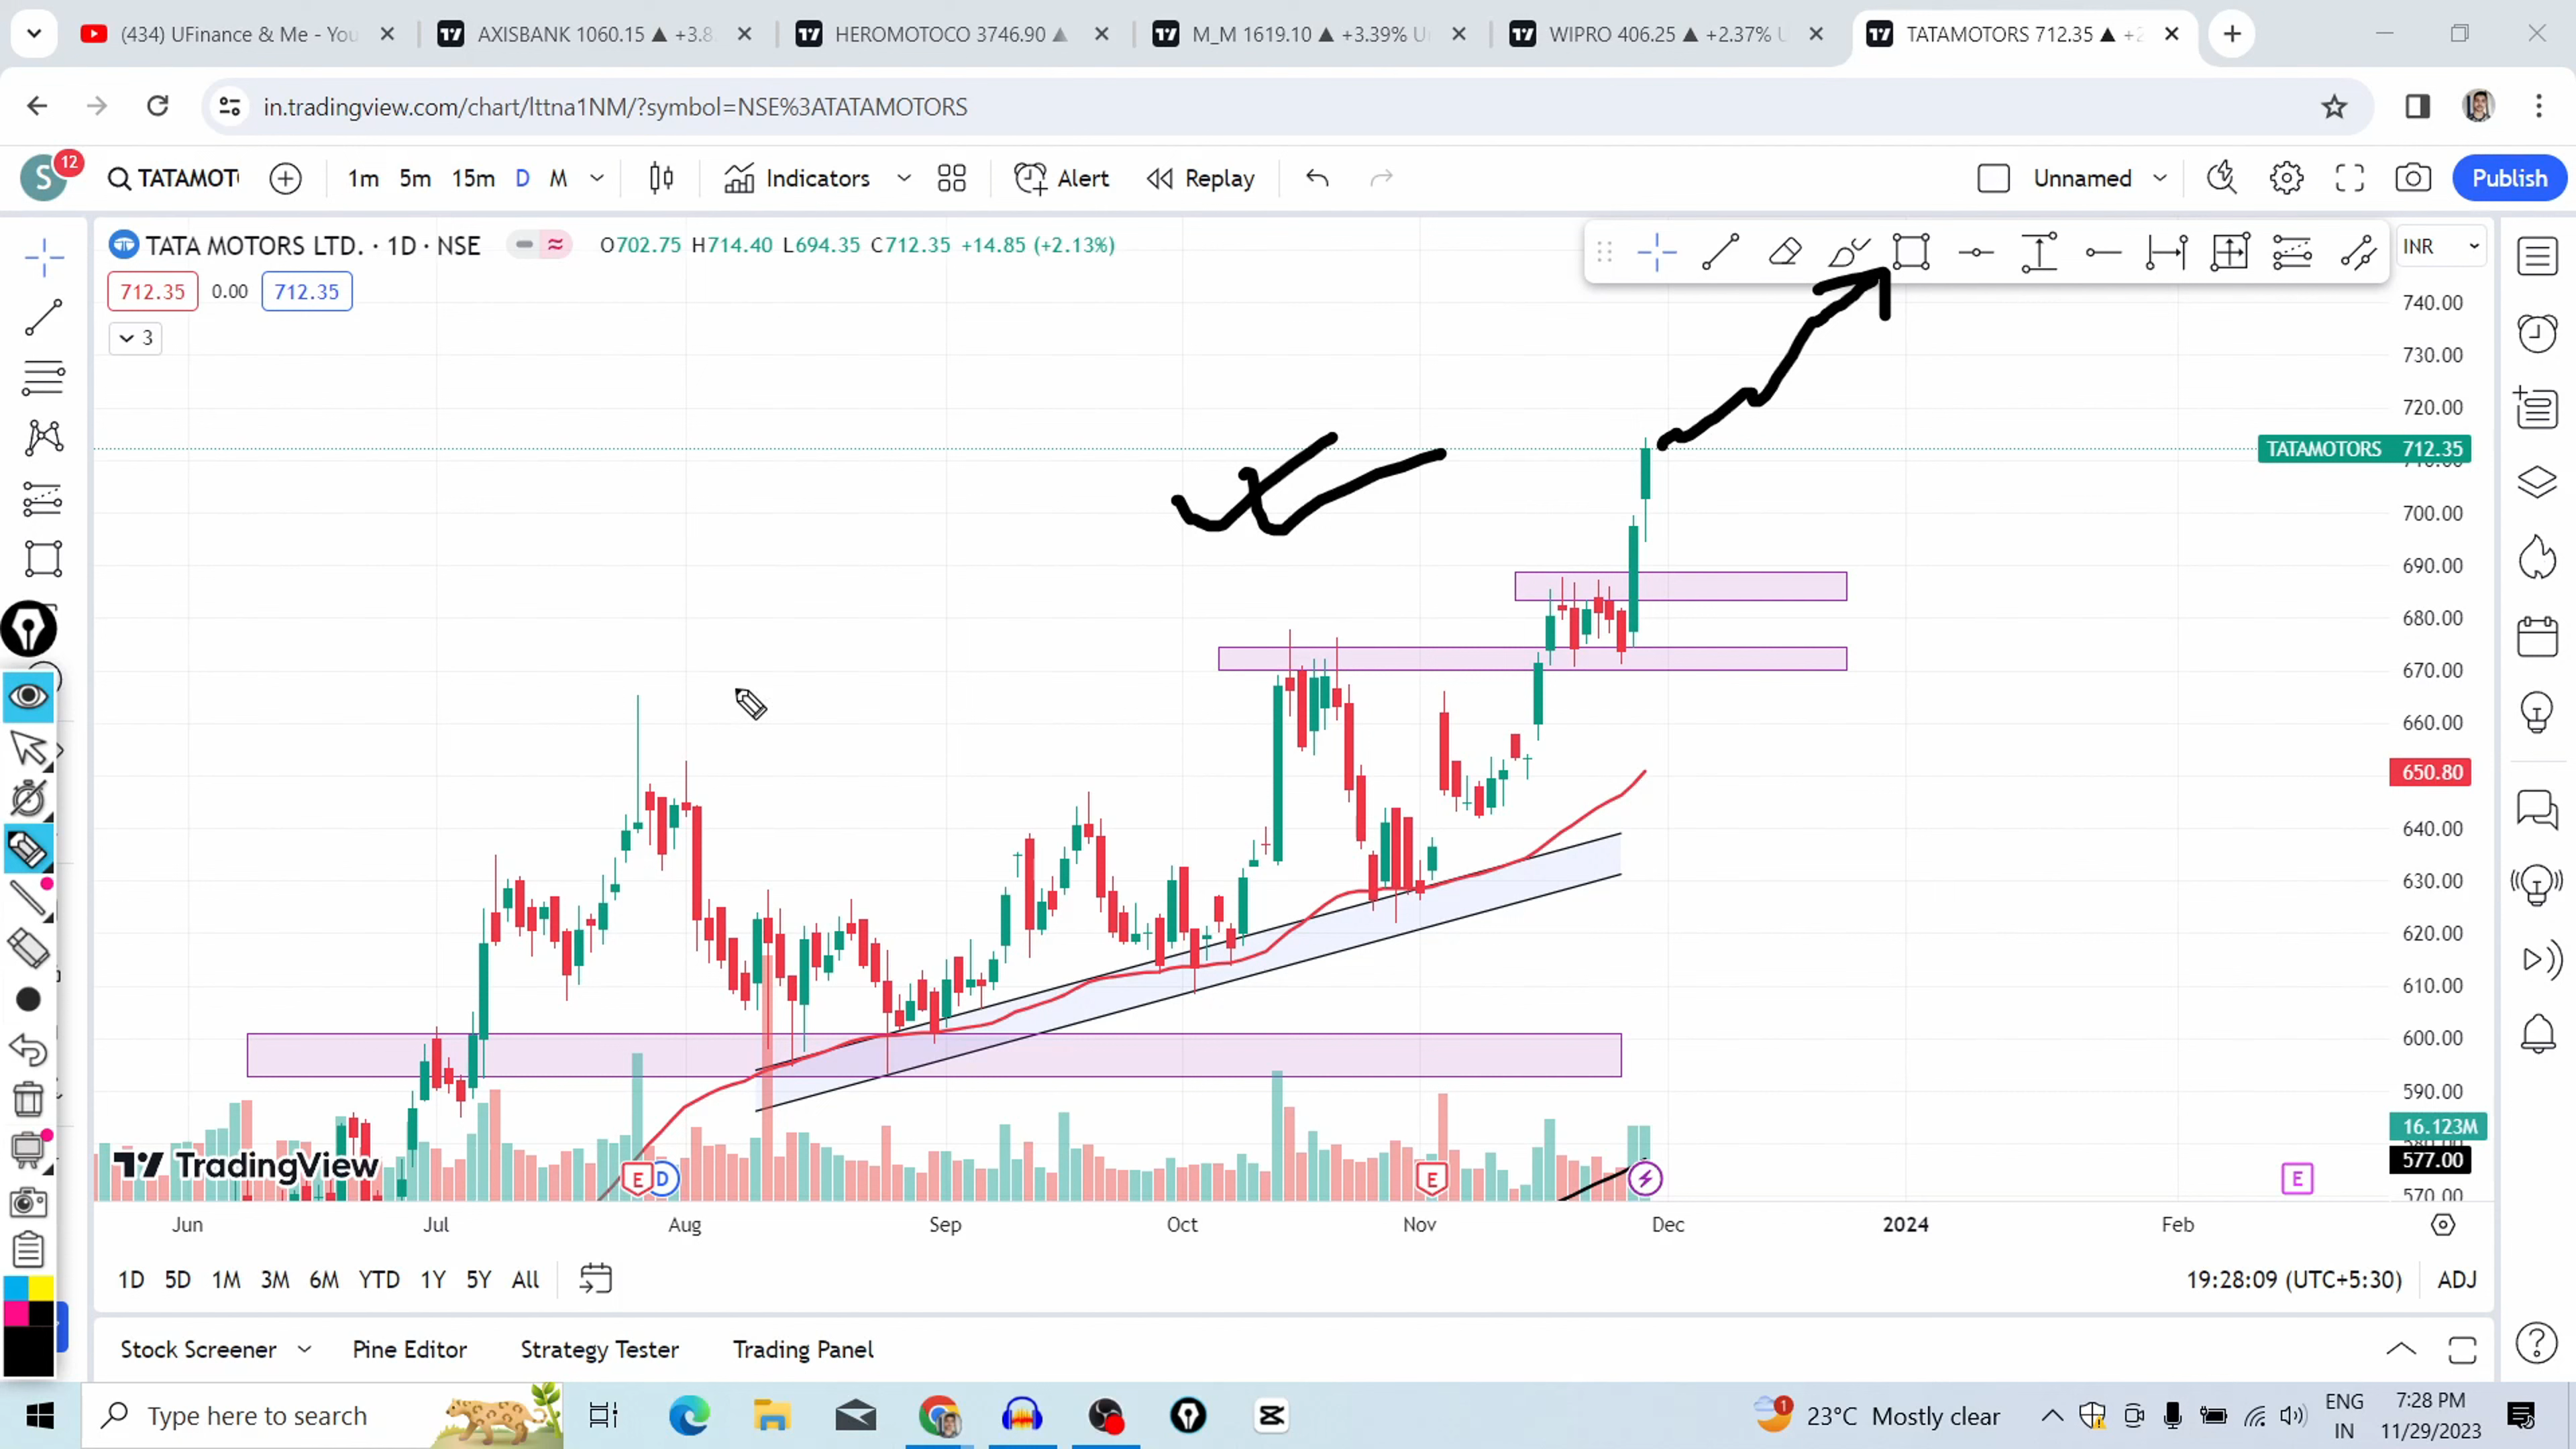 (434) UFinance & Me - You
AXISBANK 1060.15 ▲ +3.8
HEROMOTOCO 3746.90 ▲
M_M 1619.10 ▲ +3.39% U
WIPRO 406.25 ▲ +2.37% U
TATAMOTORS 712.35 ▲ +2
in.tradingview.com/chart/lttna1NM/?symbol=NSE%3ATATAMOTORS
S 12 TATAMOT 1m 5m 15m D M Indicators Alert Replay Unnamed Publish
TATA MOTORS LTD. · 1D · NSE O702.75 H714.40 L694.35 C712.35 +14.85 (+2.13%)
INR
712.35 0.00 712.35
3
740.00
730.00
720.00
TATAMOTORS 712.35
700.00
690.00
680.00
670.00
660.00
650.80
640.00
630.00
620.00
610.00
600.00
590.00
16.123M
577.00
570.00
TradingView
E D E E
Jun Jul Aug Sep Oct Nov Dec 2024 Feb
1D 5D 1M 3M 6M YTD 1Y 5Y All
19:28:09 (UTC+5:30) ADJ
Stock Screener Pine Editor Strategy Tester Trading Panel
Type here to search
1 23°C Mostly clear
ENG
IN
7:28 PM
11/29/2023